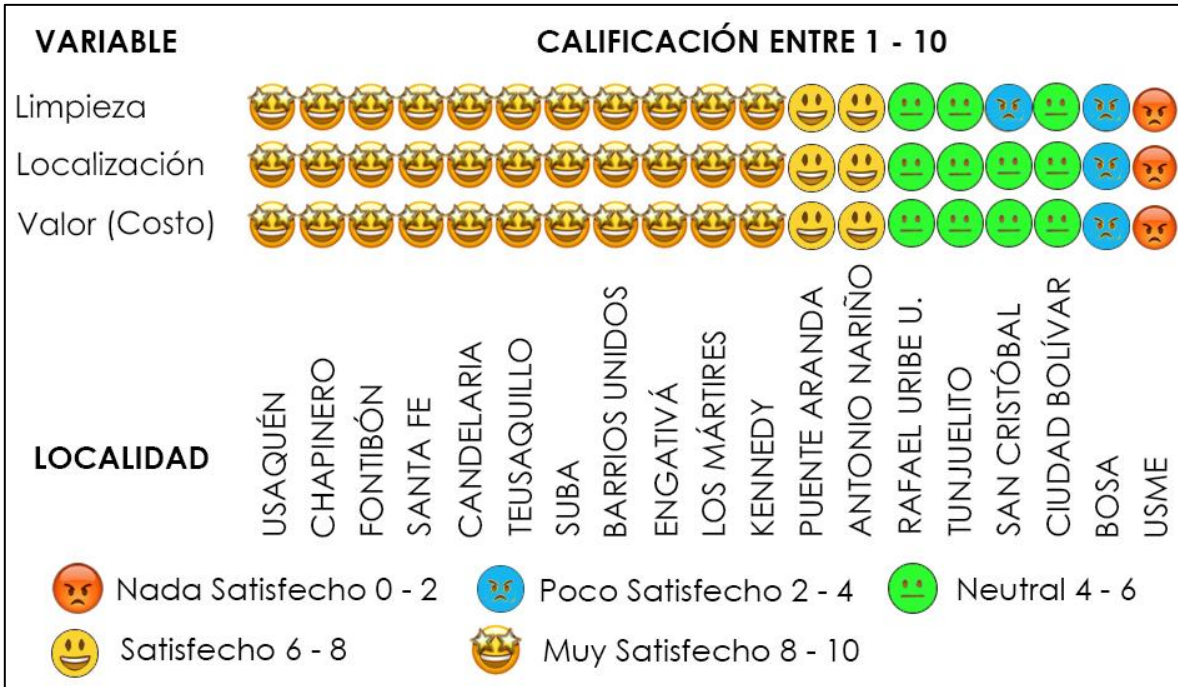 VARIABLE CALIFICACIÓN ENTRE 1 - 10
Limpieza
Localización
Valor (Costo)
LOCALIDAD
USAQUÉN
CHAPINERO
FONTIBÓN
SANTA FE
CANDELARIA
TEUSAQUILLO
SUBA
BARRIOS UNIDOS
ENGATIVÁ
LOS MÁRTIRES
KENNEDY
PUENTE ARANDA
ANTONIO NARIÑO
RAFAEL URIBE U.
TUNJUELITO
SAN CRISTÓBAL
CIUDAD BOLÍVAR
BOSA
USME
Nada Satisfecho 0 - 2 Poco Satisfecho 2 - 4 Neutral 4 - 6
Satisfecho 6 - 8 Muy Satisfecho 8 - 10